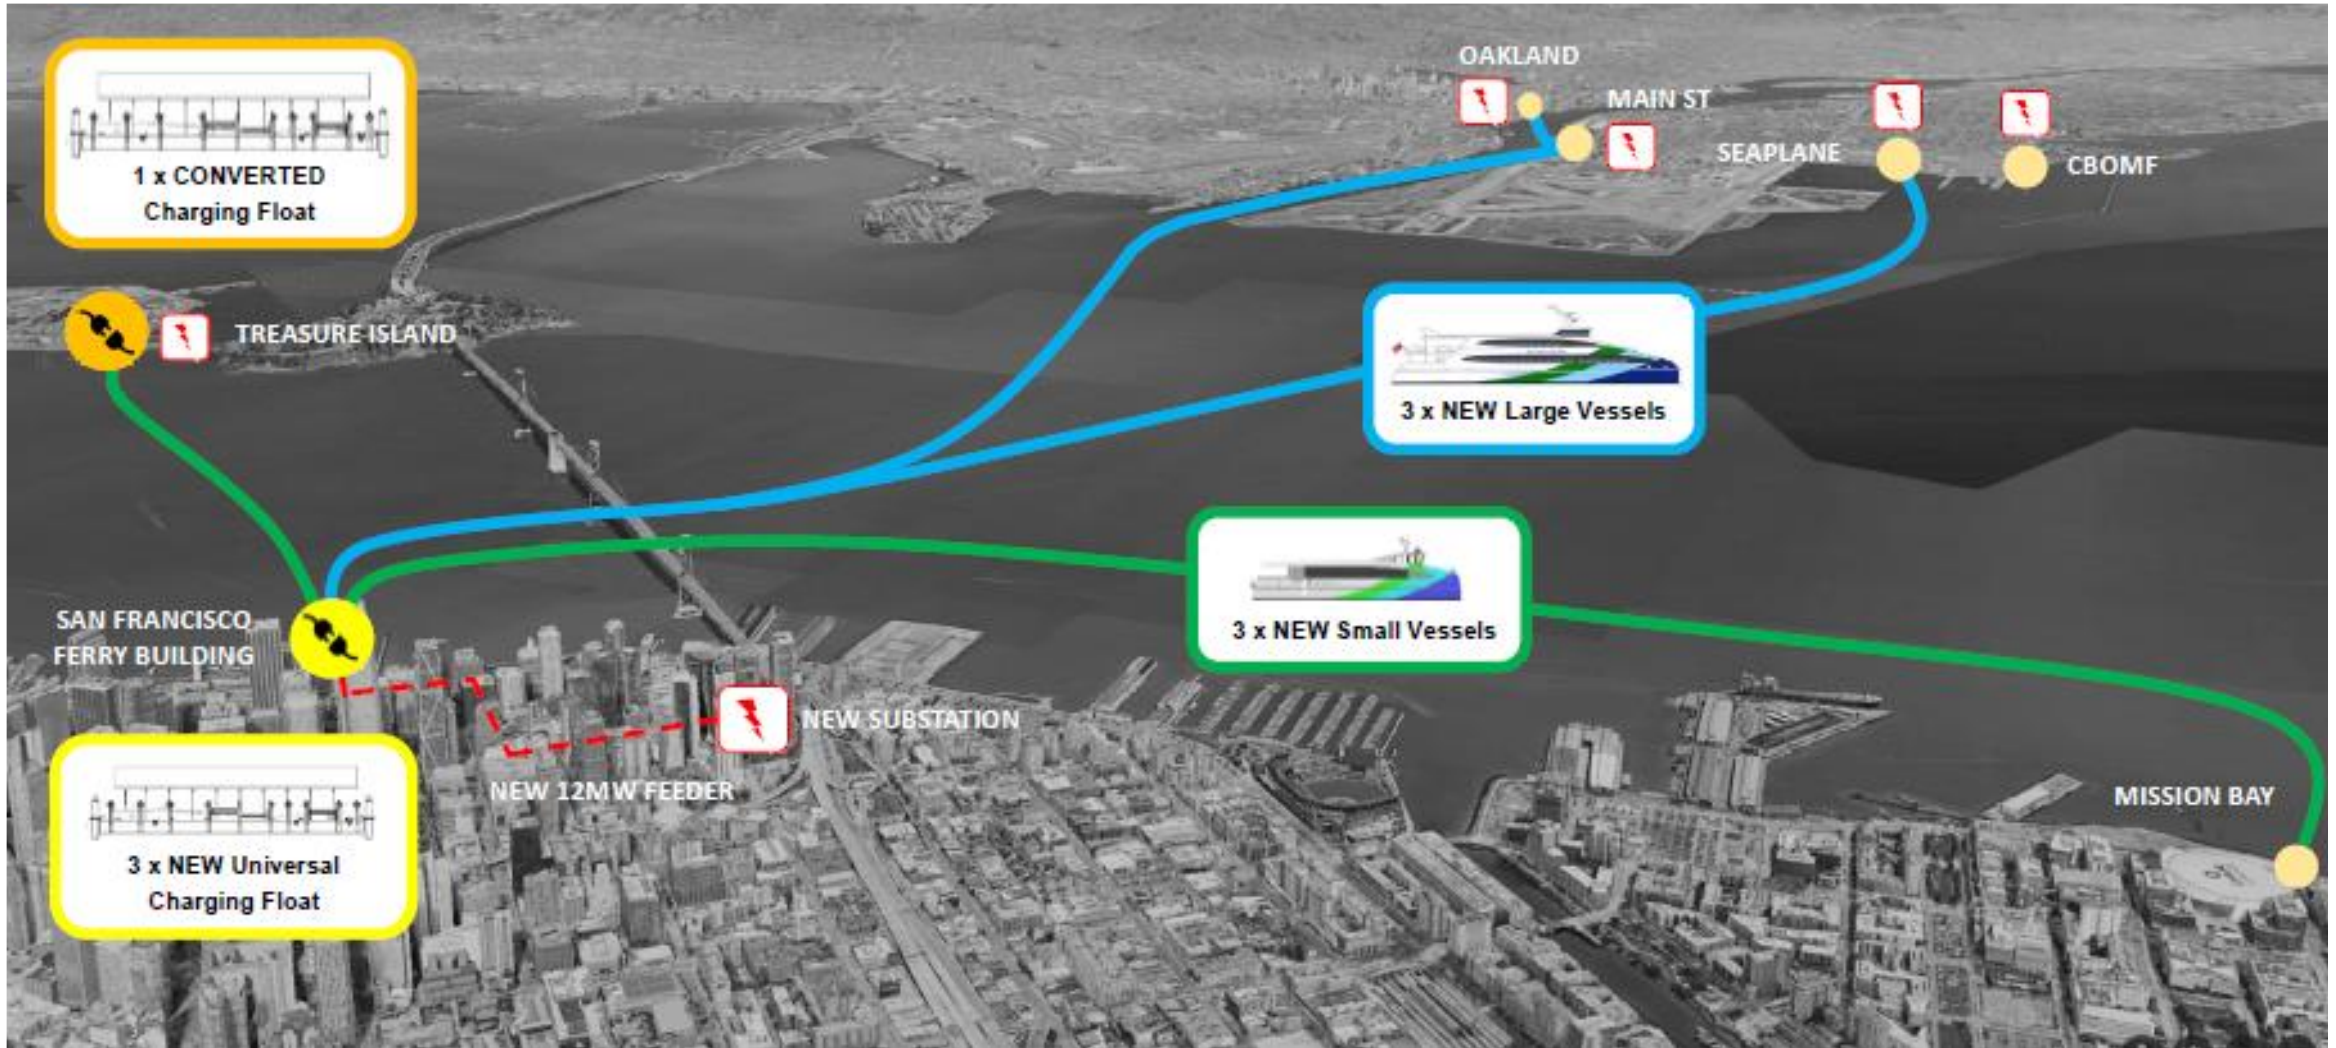 OAKLAND
MAIN ST
SEAPLANE
CBOMF
1 x CONVERTED
Charging Float
TREASURE ISLAND
3 x NEW Large Vessels
SAN FRANCISCO
FERRY BUILDING
3 x NEW Small Vessels
NEW SUBSTATION
NEW 12MW FEEDER
MISSION BAY
3 x NEW Universal
Charging Float